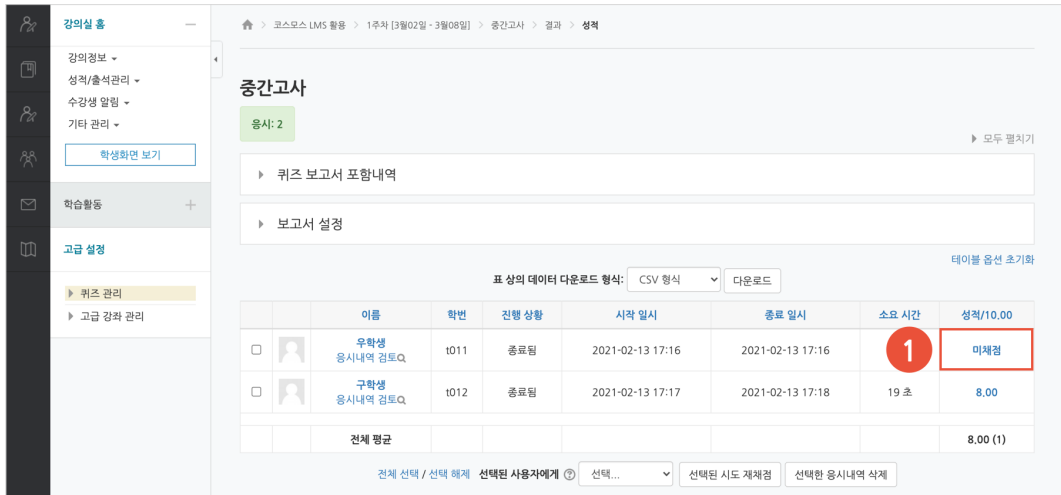 강의실 홈
강의정보
성적/출석관리
수강생 알림
기타 관리
학생화면 보기
학습활동
고급 설정
퀴즈 관리
고급 강좌 관리
코스모스 LMS 활용 > 1주차 [3월02일 - 3월08일] > 중간고사 > 결과 > 성적
중간고사
응시: 2
모두 펼치기
퀴즈 보고서 포함내역
보고서 설정
테이블 옵션 초기화
표 상의 데이터 다운로드 형식: CSV 형식 다운로드
이름 학번 진행 상황 시작 일시 종료 일시 소요 시간 성적/10.00
우학생
응시내역 검토 t011 종료됨 2021-02-13 17:16 2021-02-13 17:16 1 미채점
구학생
응시내역 검토 t012 종료됨 2021-02-13 17:17 2021-02-13 17:18 19 초 8.00
전체 평균 8.00 (1)
전체 선택 / 선택 해제 선택된 사용자에게 선택... 선택된 시도 재채점 선택한 응시내역 삭제